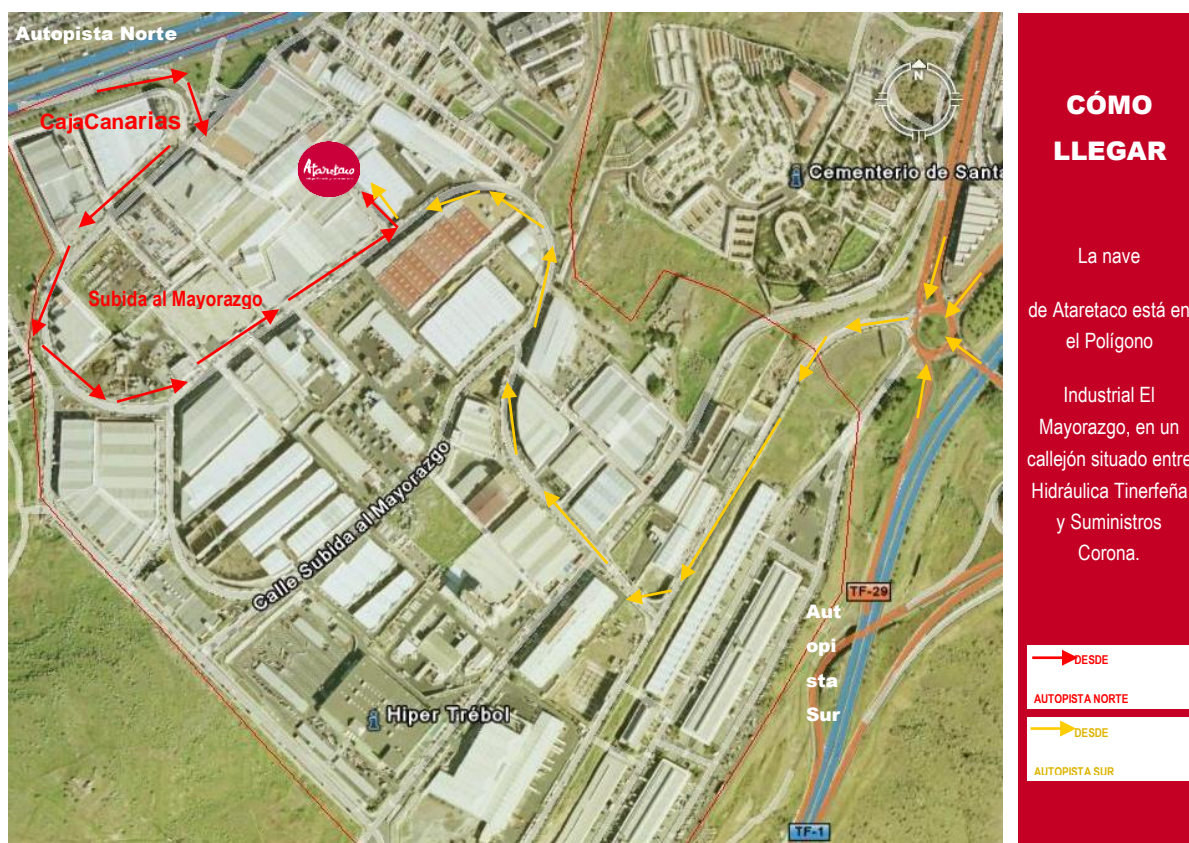 Autopista Norte
CajaCanarias
Ataretaco
N
Cementerio de Santa
Subida al Mayorazgo
Calle Subida al Mayorazgo
Hiper Trébol
TF-29
Aut
opi
sta
Sur
TF-1
CÓMO
LLEGAR
La nave
de Ataretaco está en
el Polígono
Industrial El
Mayorazgo, en un
callejón situado entre
Hidráulica Tinerfeña
y Suministros
Corona.
DESDE
AUTOPISTA NORTE
DESDE
AUTOPISTA SUR